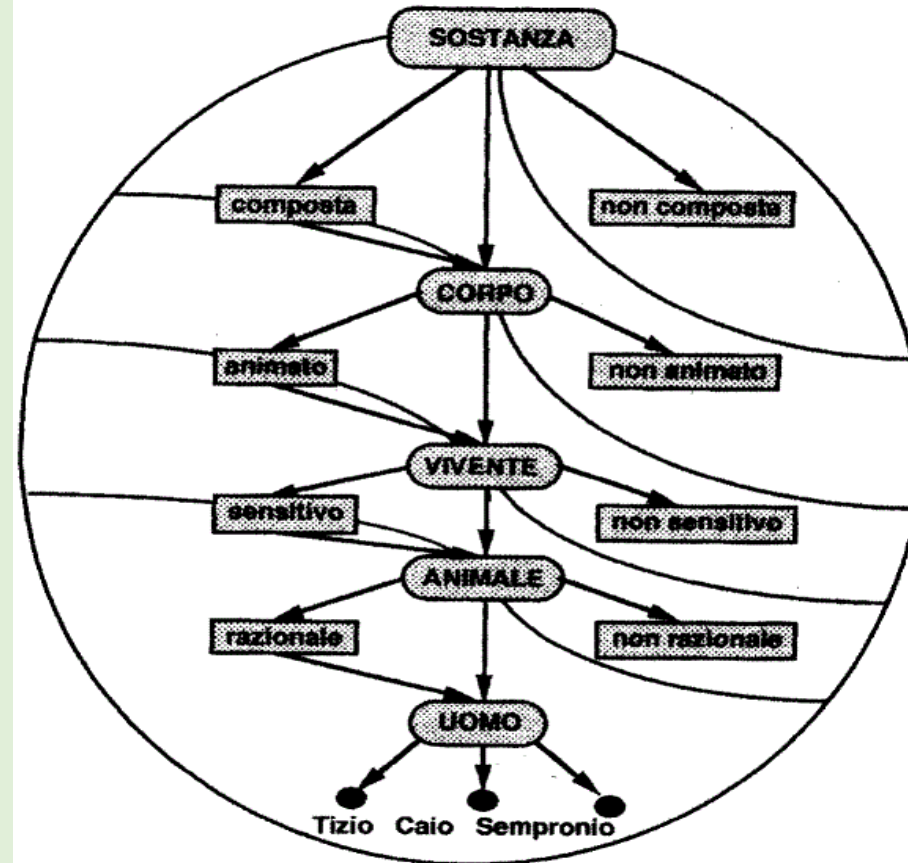 SOSTANZA
composta
non composta
CORPO
animato
non animato
VIVENTE
sensitivo
non sensitivo
ANIMALE
razionale
non razionale
UOMO
Tizio Caio Sempronio